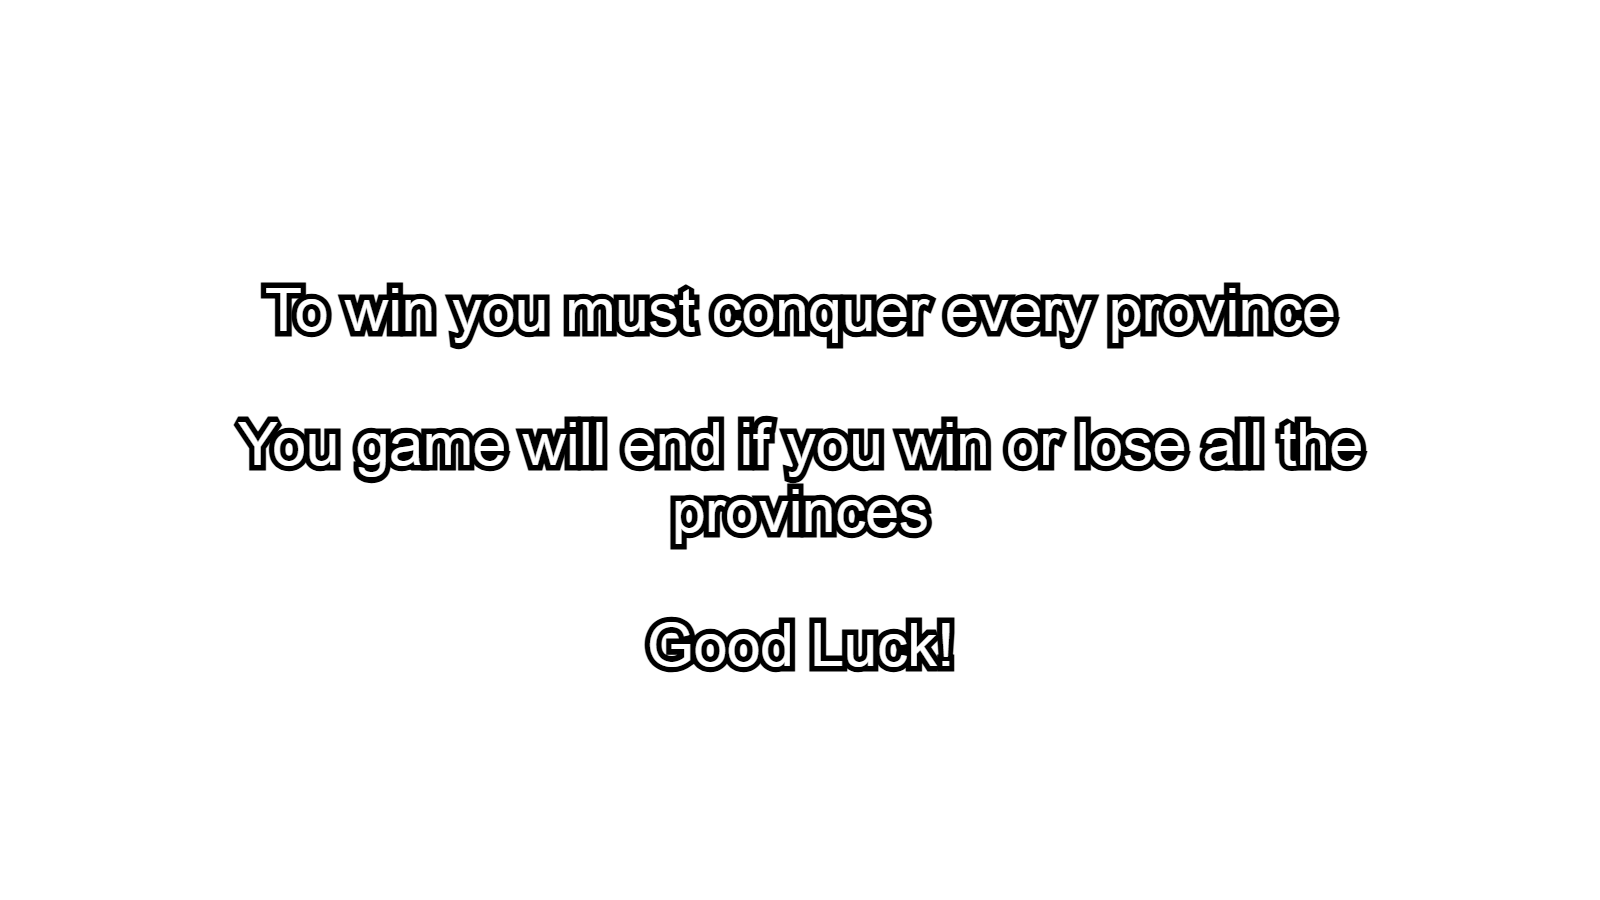 To win you must conquer every province
You game will end if you win or lose all the
provinces
Good Luck!